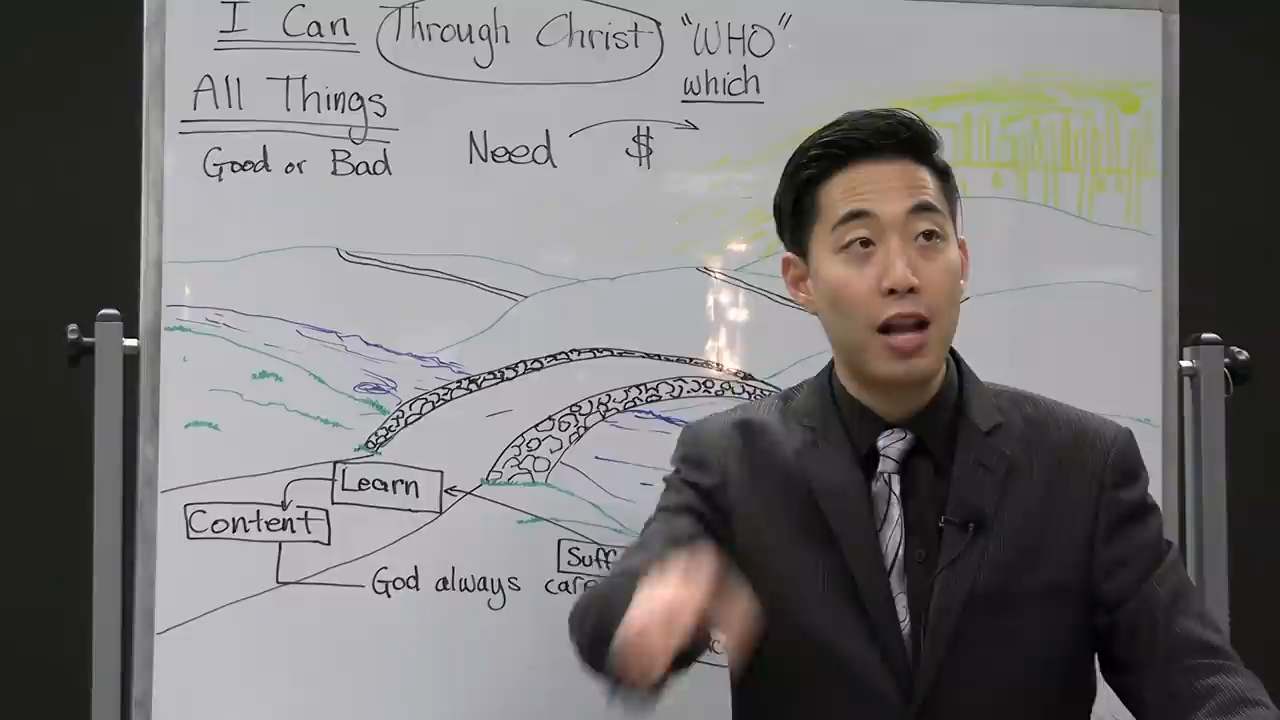 I Can Through Christ "WHO"
which
All Things
Good or Bad Need $
Learn
Content
God always